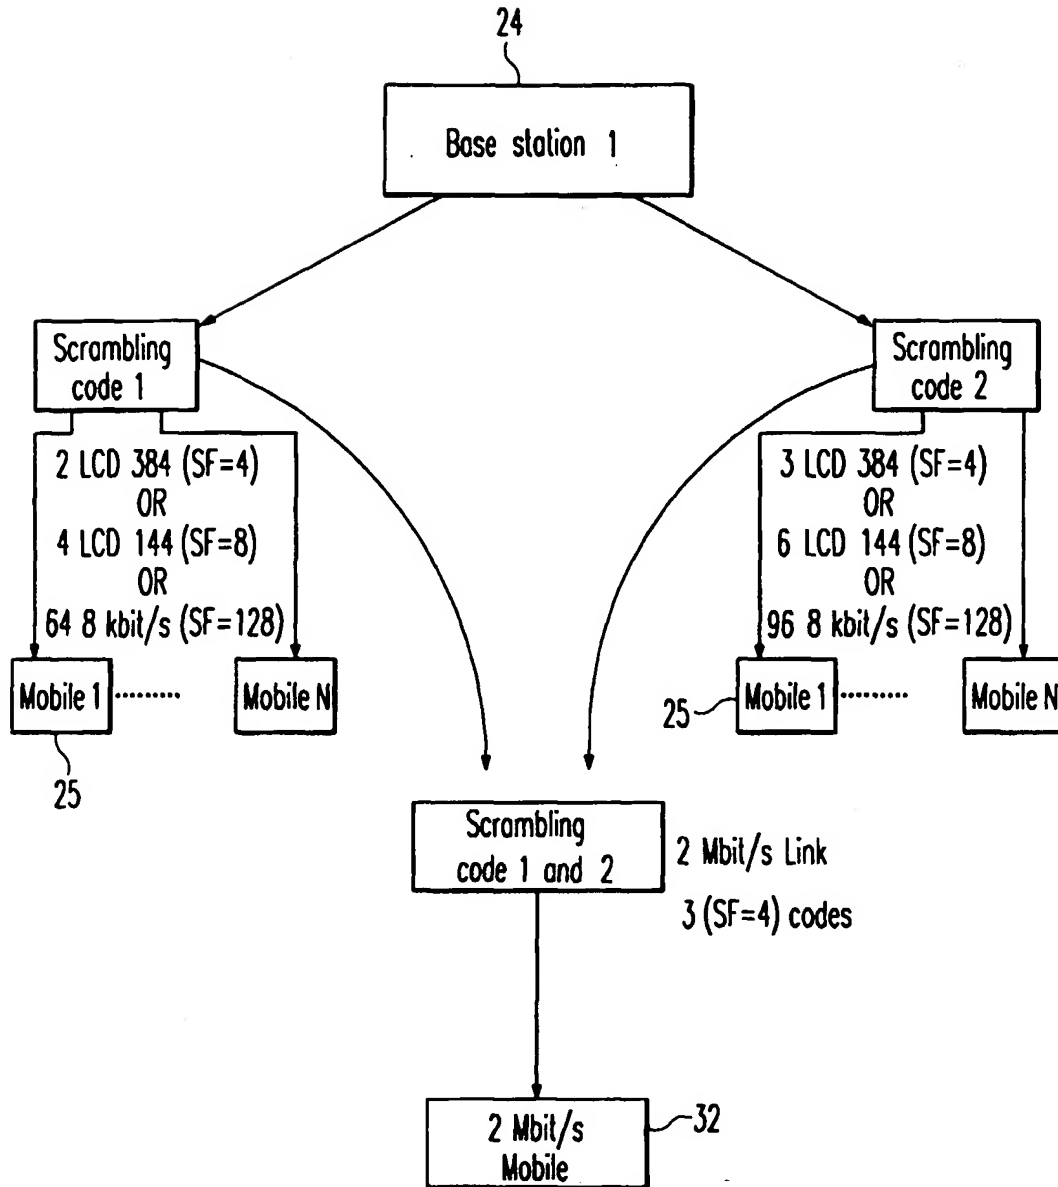 24
Base station 1
Scrambling
code 1
Scrambling
code 2
2 LCD 384 (SF=4)
OR
4 LCD 144 (SF=8)
OR
64 8 kbit/s (SF=128)
3 LCD 384 (SF=4)
OR
6 LCD 144 (SF=8)
OR
96 8 kbit/s (SF=128)
Mobile 1 ........ Mobile N
25
25
Mobile 1 ........ Mobile N
Scrambling
code 1 and 2
2 Mbit/s Link
3 (SF=4) codes
2 Mbit/s
Mobile
32